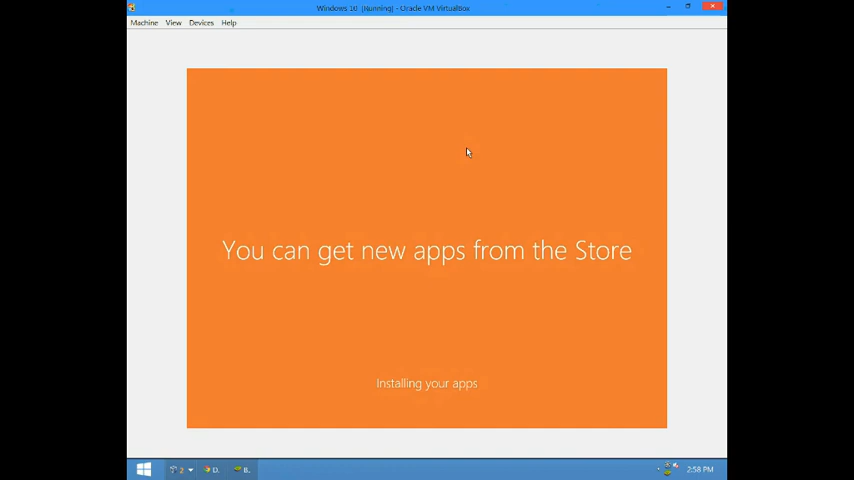 Windows 10 [Running] - Oracle VM VirtualBox
Machine View Devices Help
You can get new apps from the Store
Installing your apps
2 D. B. 2:58 PM